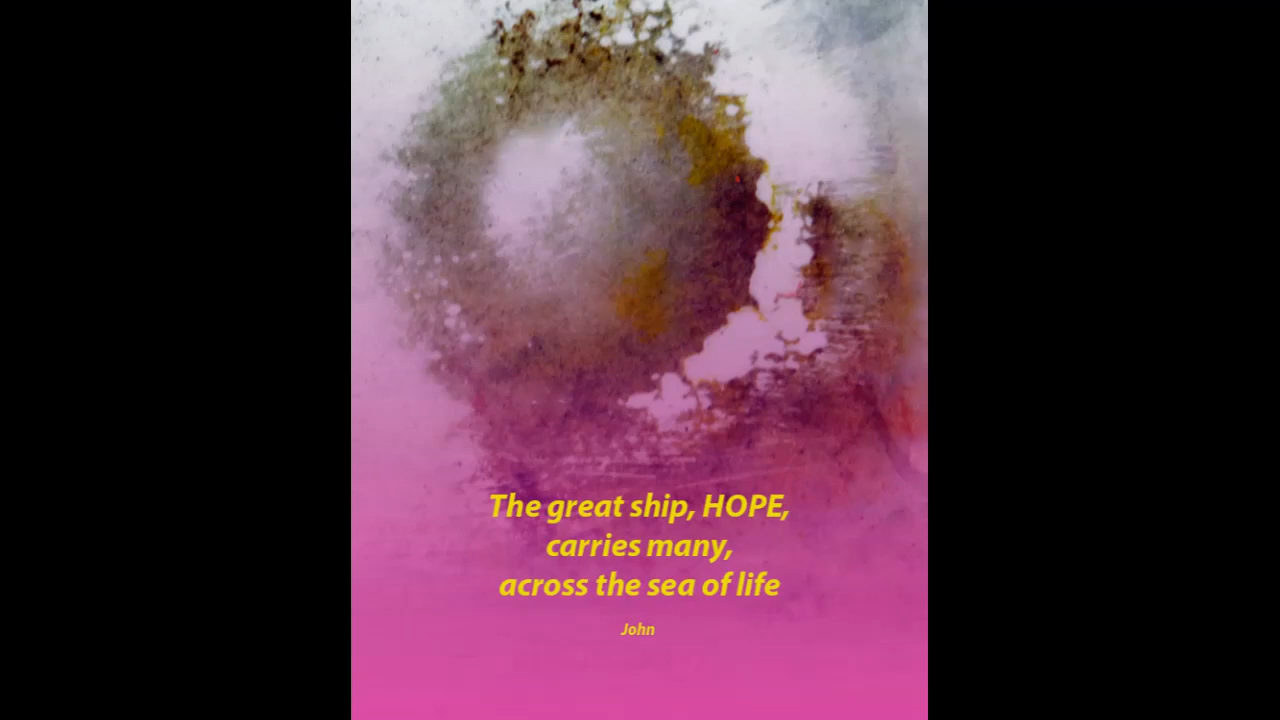 The great ship, HOPE,
carries many,
across the sea of life
John